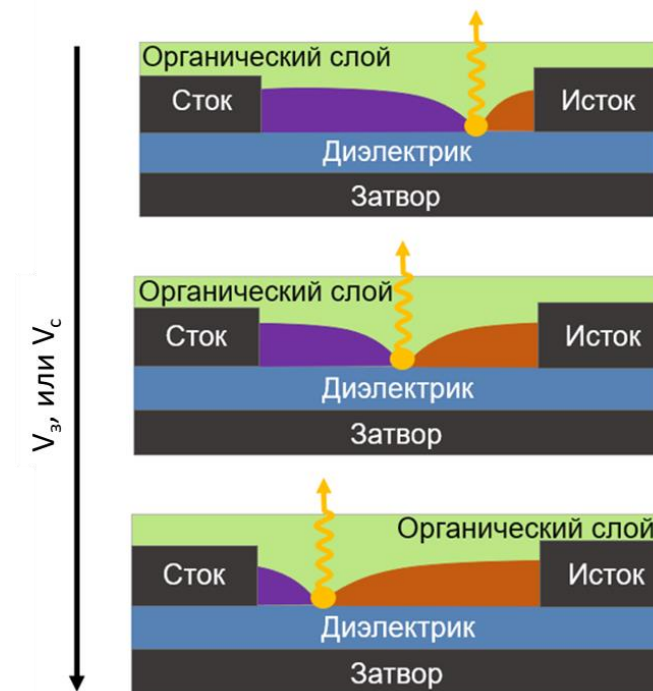 Органический слой
Сток
Исток
Диэлектрик
Затвор
Vз, или Vс
Органический слой
Сток
Исток
Диэлектрик
Затвор
Органический слой
Сток
Исток
Диэлектрик
Затвор